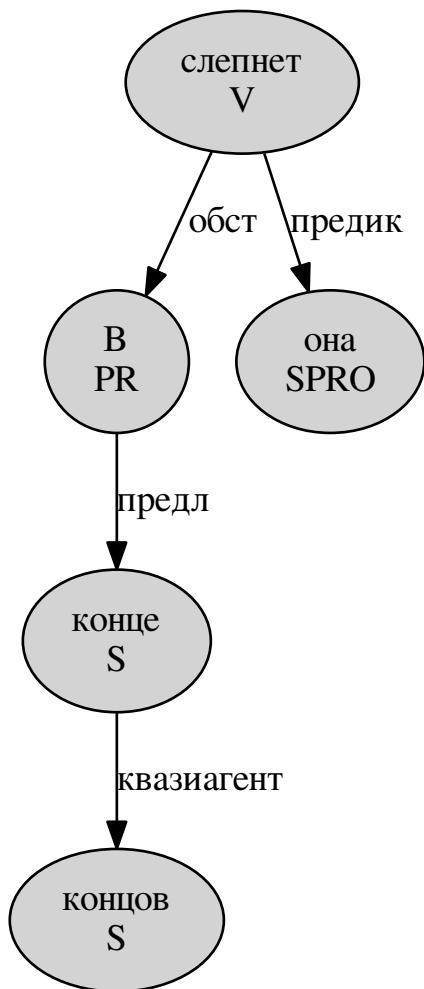 слепнет
V
обст
предик
В
PR
она
SPRO
предл
конце
S
квазиагент
концов
S